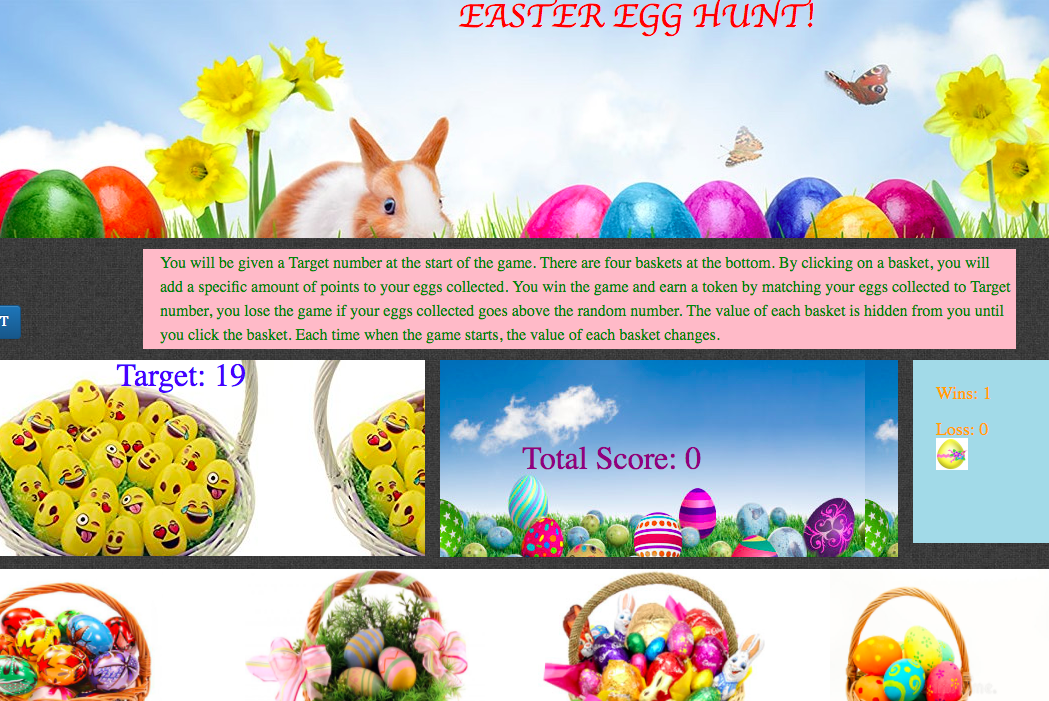 EASTER EGG HUNT!
You will be given a Target number at the start of the game. There are four baskets at the bottom. By clicking on a basket, you will
add a specific amount of points to your eggs collected. You win the game and earn a token by matching your eggs collected to Target
number, you lose the game if your eggs collected goes above the random number. The value of each basket is hidden from you until
you click the basket. Each time when the game starts, the value of each basket changes.
T
Target: 19
Total Score: 0
Wins: 1
Loss: 0